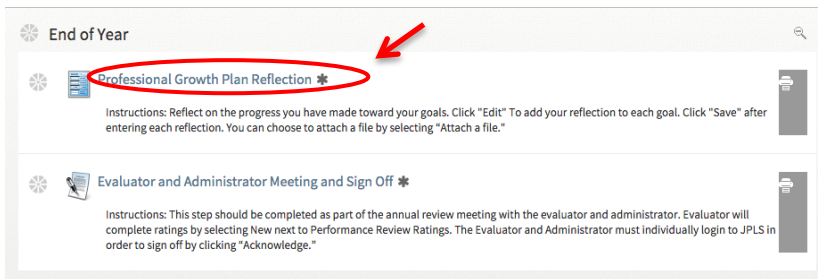 End of Year
Professional Growth Plan Reflection ✱
Instructions: Reflect on the progress you have made toward your goals. Click "Edit" To add your reflection to each goal. Click "Save" after
entering each reflection. You can choose to attach a file by selecting "Attach a file."
Evaluator and Administrator Meeting and Sign Off ✱
Instructions: This step should be completed as part of the annual review meeting with the evaluator and administrator. Evaluator will
complete ratings by selecting New next to Performance Review Ratings. The Evaluator and Administrator must individually login to JPLS in
order to sign off by clicking "Acknowledge."